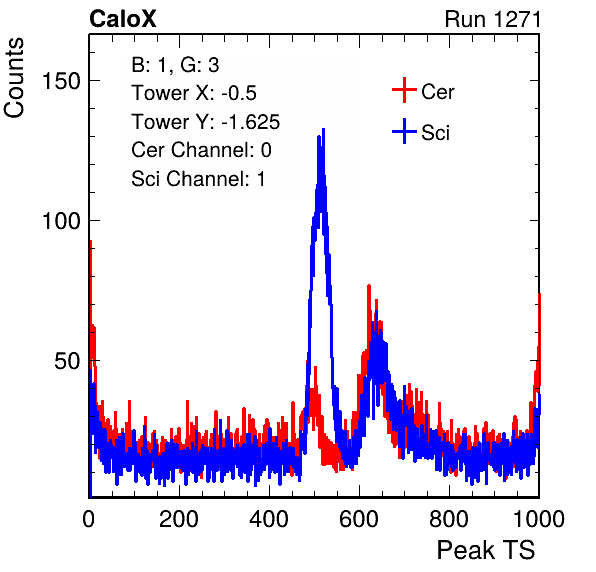 CaloX Run 1271
Counts
B: 1, G: 3
Tower X: -0.5
Tower Y: -1.625
Cer Channel: 0
Sci Channel: 1
Cer
Sci
150
100
50
0 200 400 600 800 1000
Peak TS